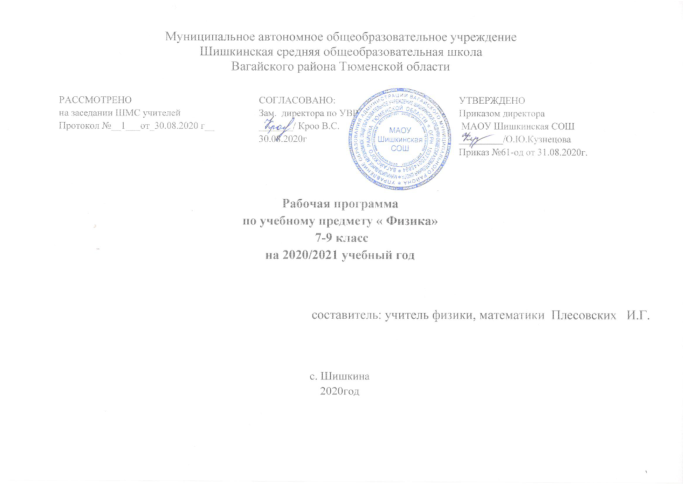 Муниципальное автономное общеобразовательное учреждение
Шишкинская средняя общеобразовательная школа
Вагайского района Тюменской области
РАССМОТРЕНО
на заседании ШМС учителей
Протокол №__1___от_30.08.2020 г__
СОГЛАСОВАНО:
Зам. директора по УВР
/ Кроо В.С.
30.08.2020г
МАОУ
Шишкинская
СОШ
УТВЕРЖДЕНО
Приказом директора
МАОУ Шишкинская СОШ
/О.Ю.Кузненова
Приказ №61-од от 31.08.2020г.
Рабочая программа
по учебному предмету « Физика»
7-9 класс
на 2020/2021 учебный год
составитель: учитель физики, математики Плесовских И.Г.
с. Шишкина
2020год